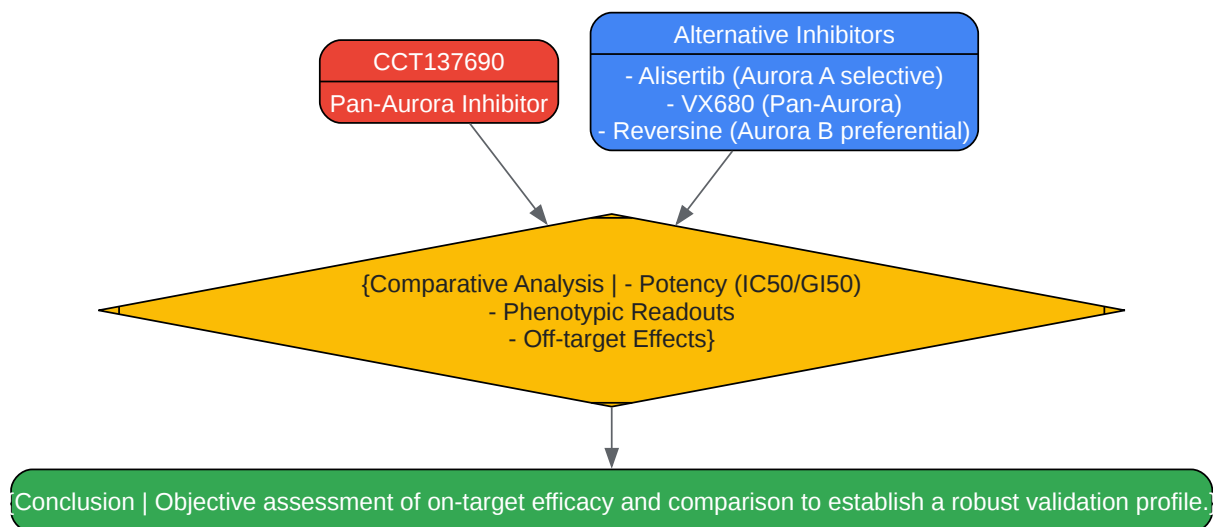 CCT137690
Pan-Aurora Inhibitor
Alternative Inhibitors
- Alisertib (Aurora A selective)
- VX680 (Pan-Aurora)
- Reversine (Aurora B preferential)
{Comparative Analysis | - Potency (IC50/GI50)
- Phenotypic Readouts
- Off-target Effects}
{Conclusion | Objective assessment of on-target efficacy and comparison to establish a robust validation profile.}